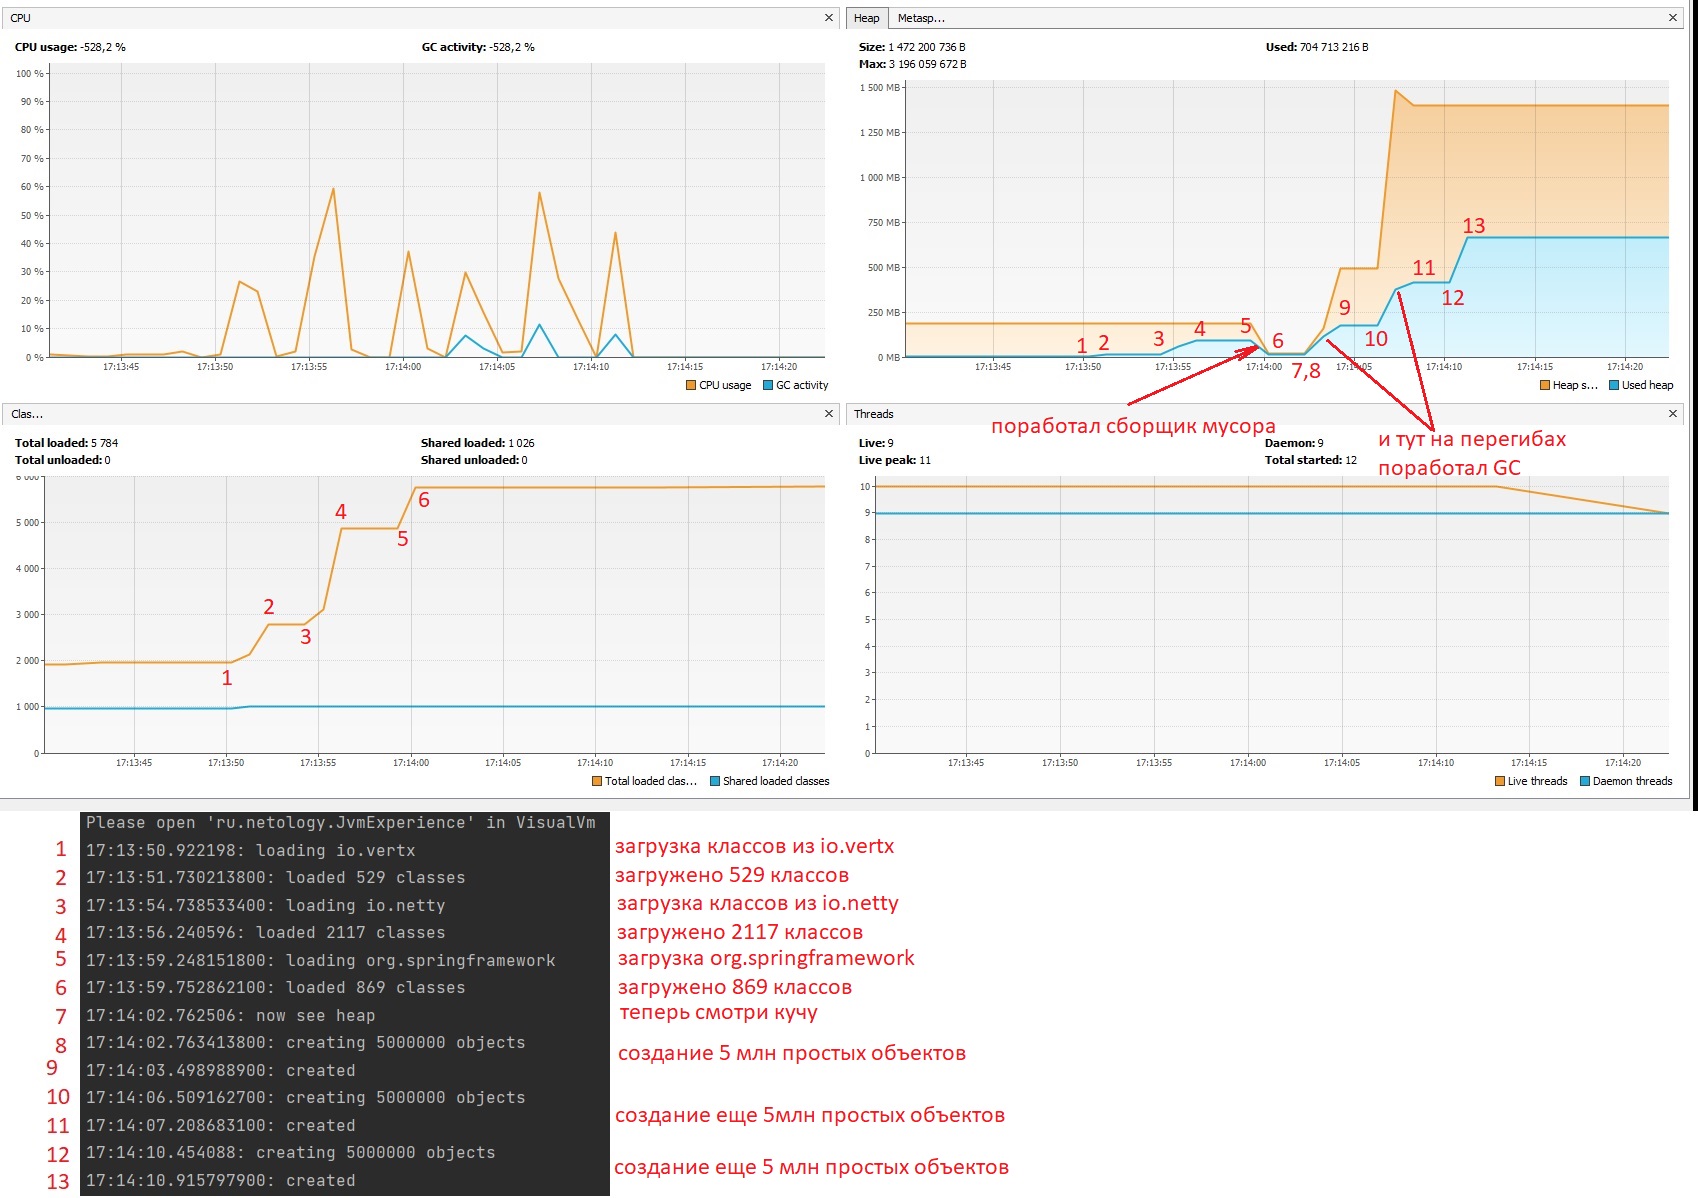 CPU
CPU usage: -528,2 %
GC activity: -528,2 %
100 %
90 %
80 %
70 %
60 %
50 %
40 %
30 %
20 %
10 %
0 %
17:13:45 17:13:50 17:13:55 17:14:00 17:14:05 17:14:10 17:14:15 17:14:20
CPU usage GC activity
Heap Metasp...
Size: 1 472 200 736 B
Used: 704 713 216 B
Max: 3 196 059 672 B
1 500 MB
1 250 MB
1 000 MB
750 MB
500 MB
250 MB
0 MB
1 2 3 4 5 6 7,8 9 10 11 12 13
17:13:45 17:13:50 17:13:55 17:14:00 17:14:05 17:14:10 17:14:15 17:14:20
Heap s... Used heap
поработал сборщик мусора
и тут на перегибах
поработал GC
Clas...
Total loaded: 5 784
Shared loaded: 1 026
Total unloaded: 0
Shared unloaded: 0
6 000
5 000
4 000
3 000
2 000
1 000
0
1 2 3 4 5 6
17:13:45 17:13:50 17:13:55 17:14:00 17:14:05 17:14:10 17:14:15 17:14:20
Total loaded clas... Shared loaded classes
Threads
Live: 9
Daemon: 9
Live peak: 11
Total started: 12
10
9
8
7
6
5
4
3
2
1
0
17:13:45 17:13:50 17:13:55 17:14:00 17:14:05 17:14:10 17:14:15 17:14:20
Live threads Daemon threads
Please open 'ru.netology.JvmExperience' in VisualVm
1 17:13:50.922198: loading io.vertx загрузка классов из io.vertx
2 17:13:51.730213800: loaded 529 classes загружено 529 классов
3 17:13:54.738533400: loading io.netty загрузка классов из io.netty
4 17:13:56.240596: loaded 2117 classes загружено 2117 классов
5 17:13:59.248151800: loading org.springframework загрузка org.springframework
6 17:13:59.752862100: loaded 869 classes загружено 869 классов
7 17:14:02.762506: now see heap теперь смотри кучу
8 17:14:02.763413800: creating 5000000 objects создание 5 млн простых объектов
9 17:14:03.498988900: created
10 17:14:06.509162700: creating 5000000 objects создание еще 5млн простых объектов
11 17:14:07.208683100: created
12 17:14:10.454088: creating 5000000 objects создание еще 5 млн простых объектов
13 17:14:10.915797900: created